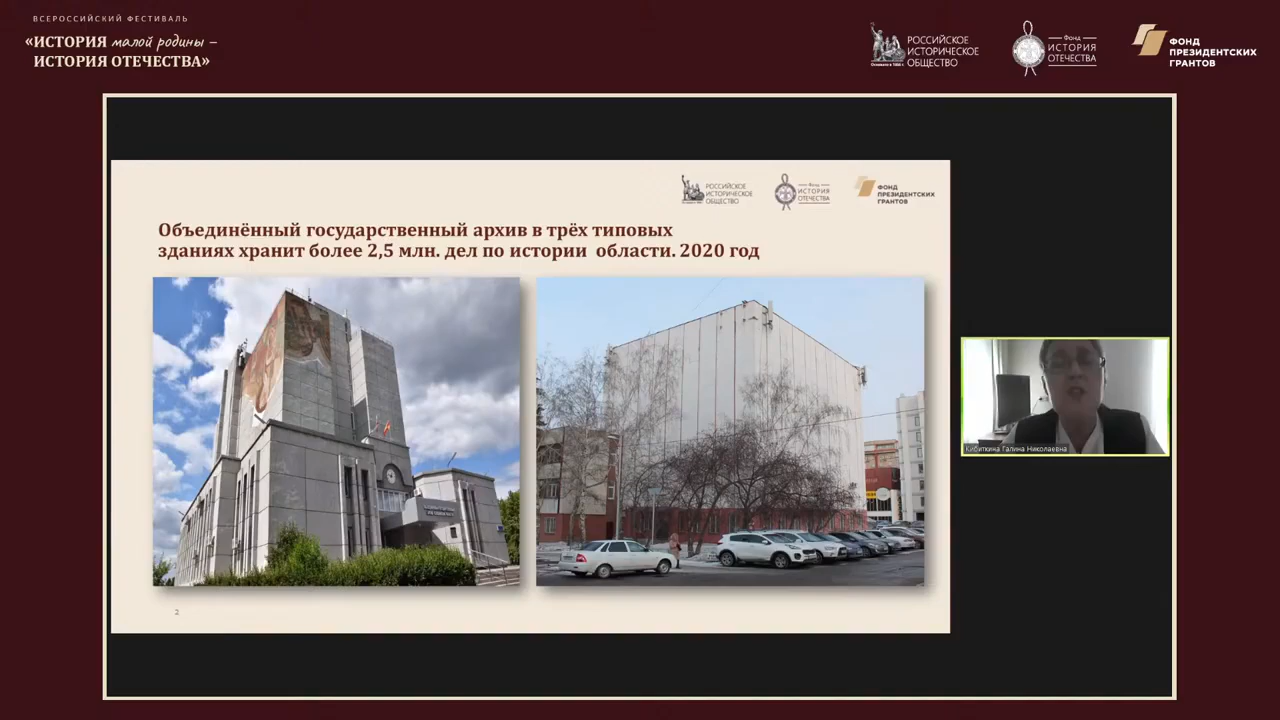 ВСЕРОССИЙСКИЙ ФЕСТИВАЛЬ
«ИСТОРИЯ малой родины –
ИСТОРИЯ ОТЕЧЕСТВА»
РОССИЙСКОЕ
ИСТОРИЧЕСКОЕ
ОБЩЕСТВО
Фонд
ИСТОРИЯ
ОТЕЧЕСТВА
ФОНД
ПРЕЗИДЕНТСКИХ
ГРАНТОВ
РОССИЙСКОЕ
ИСТОРИЧЕСКОЕ
ОБЩЕСТВО
Фонд
ИСТОРИЯ
ОТЕЧЕСТВА
ФОНД
ПРЕЗИДЕНТСКИХ
ГРАНТОВ
Объединённый государственный архив в трёх типовых
зданиях хранит более 2,5 млн. дел по истории области. 2020 год
Кибиткина Галина Николаевна
2